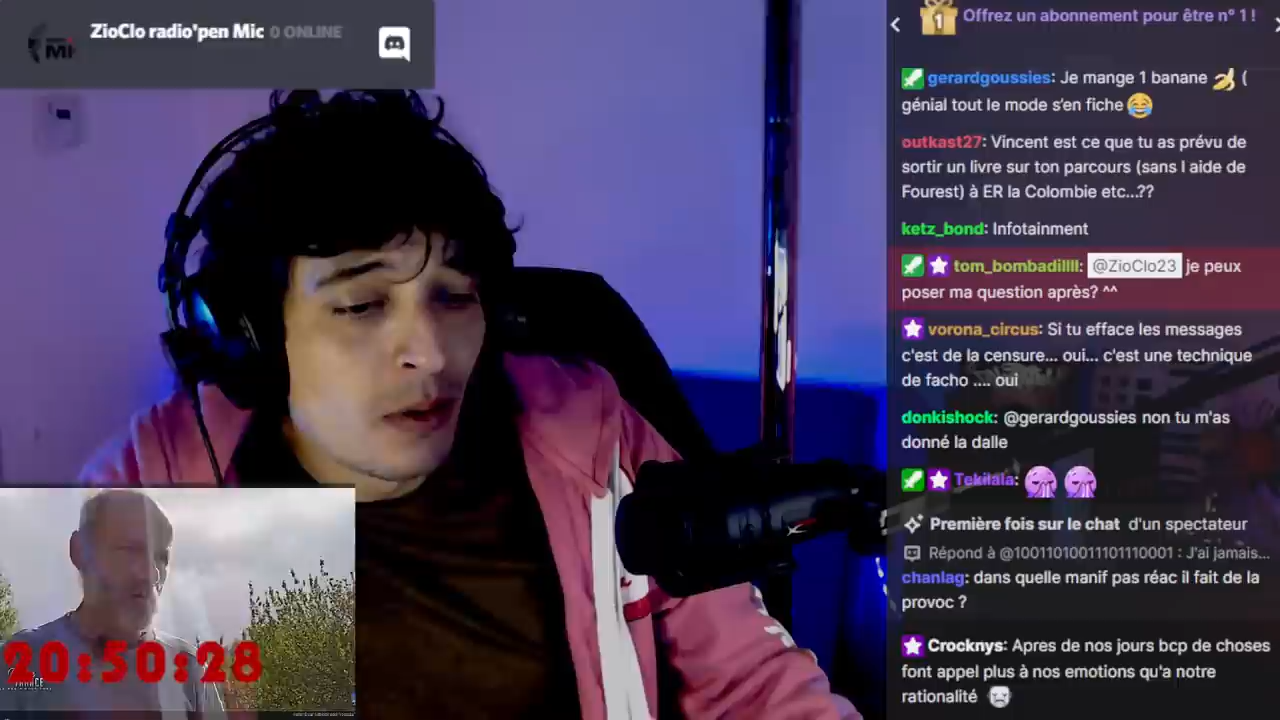 ZioClo radio'pen Mic 0 ONLINE
MI
Offrez un abonnement pour être n° 1 !
1
gerardgoussies: Je mange 1 banane 🍌 (
génial tout le mode s'en fiche 😂
outkast27: Vincent est ce que tu as prévu de
sortir un livre sur ton parcours (sans l aide de
Fourest) à ER la Colombie etc...??
ketz_bond: Infotainment
tom_bombadillll: @ZioClo23 je peux
poser ma question après? ^^
vorona_circus: Si tu efface les messages
c'est de la censure... oui... c'est une technique
de facho .... oui
donkishock: @gerardgoussies non tu m'as
donné la dalle
Tekilala:
Première fois sur le chat d'un spectateur
Répond à @10011010011101110001 : J'ai jamais...
chanlag: dans quelle manif pas réac il fait de la
provoc ?
Crocknys: Apres de nos jours bcp de choses
font appel plus à nos emotions qu'a notre
rationalité
20:50:28